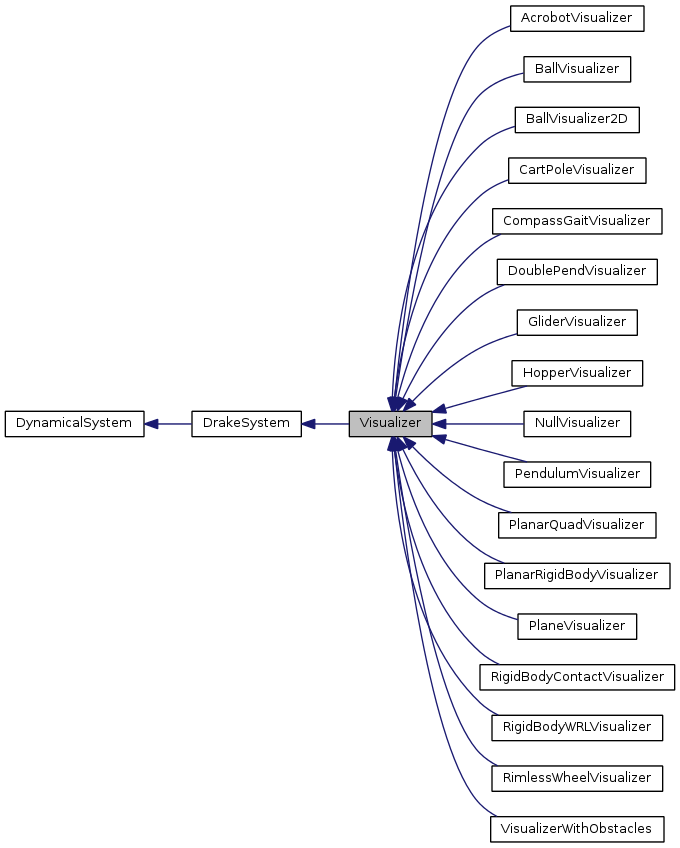 AcrobotVisualizer
BallVisualizer
BallVisualizer2D
CartPoleVisualizer
CompassGaitVisualizer
DoublePendVisualizer
GliderVisualizer
HopperVisualizer
DynamicalSystem
DrakeSystem
Visualizer
NullVisualizer
PendulumVisualizer
PlanarQuadVisualizer
PlanarRigidBodyVisualizer
PlaneVisualizer
RigidBodyContactVisualizer
RigidBodyWRLVisualizer
RimlessWheelVisualizer
VisualizerWithObstacles